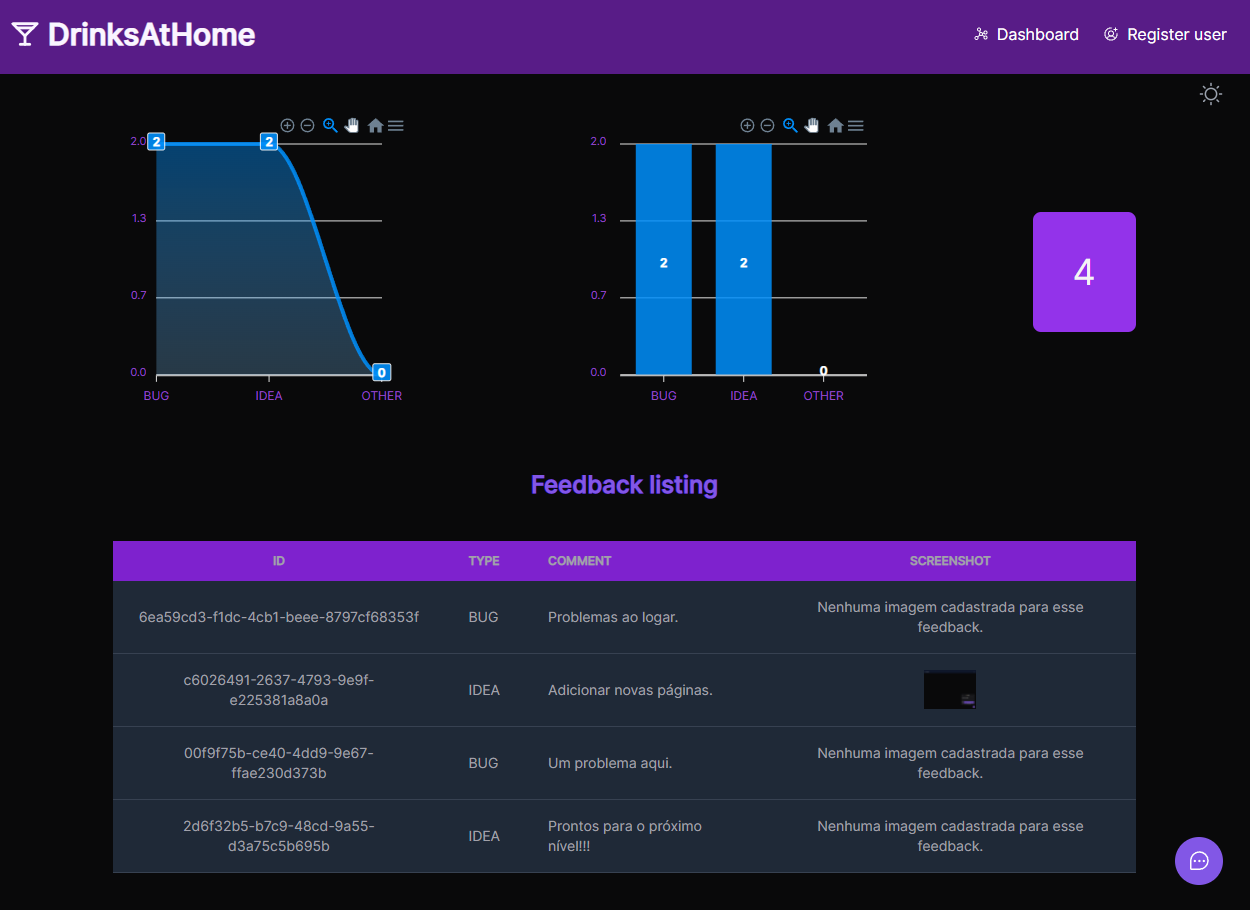 DrinksAtHome
Dashboard
Register user
2.0
1.3
0.7
0.0
2
2
0
BUG
IDEA
OTHER
2.0
1.3
0.7
0.0
2
2
0
BUG
IDEA
OTHER
4
Feedback listing
ID TYPE COMMENT SCREENSHOT
6ea59cd3-f1dc-4cb1-beee-8797cf68353f BUG Problemas ao logar. Nenhuma imagem cadastrada para esse
feedback.
c6026491-2637-4793-9e9f-
e225381a8a0a
IDEA Adicionar novas páginas.
00f9f75b-ce40-4dd9-9e67-
ffae230d373b
BUG Um problema aqui.
Nenhuma imagem cadastrada para esse
feedback.
2d6f32b5-b7c9-48cd-9a55-
d3a75c5b695b
IDEA
Prontos para o próximo
nível!!!
Nenhuma imagem cadastrada para esse
feedback.